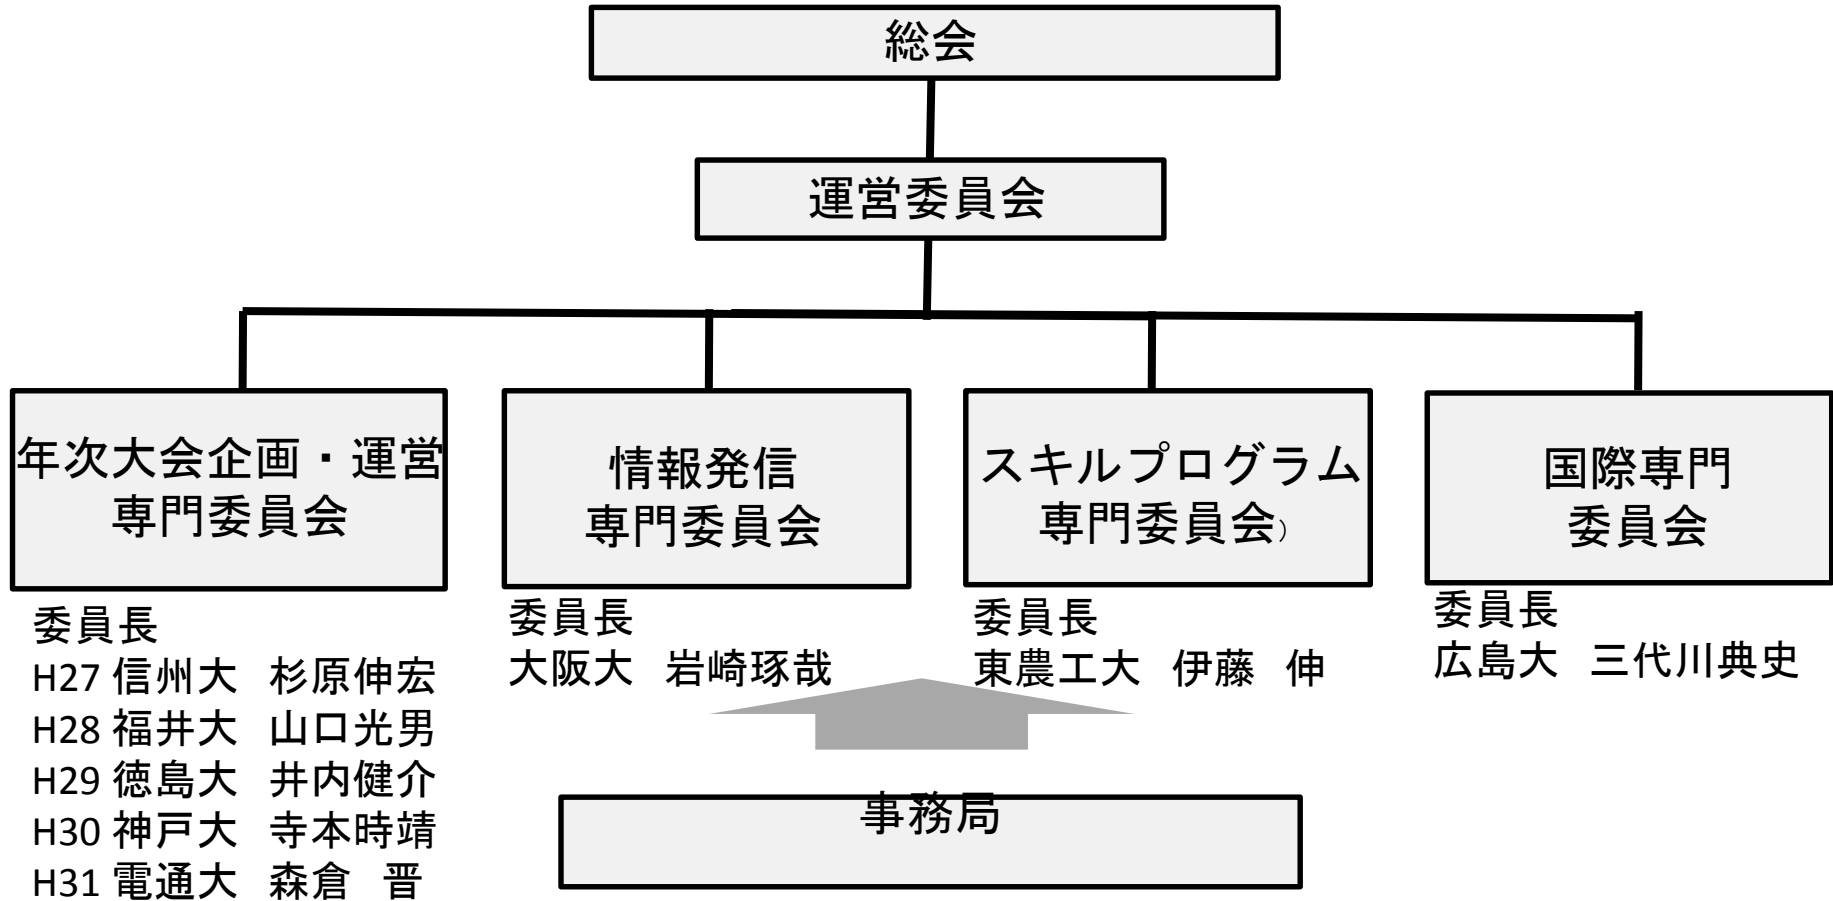 総会
運営委員会
年次大会企画・運営
専門委員会
情報発信
専門委員会
スキルプログラム
専門委員会）
国際専門
委員会
委員長
H27 信州大　杉原伸宏
H28 福井大　山口光男
H29 徳島大　井内健介
H30 神戸大　寺本時靖
H31 電通大　森倉　晋
委員長
大阪大　岩崎琢哉
委員長
東農工大　伊藤　伸
委員長
広島大　三代川典史
事務局